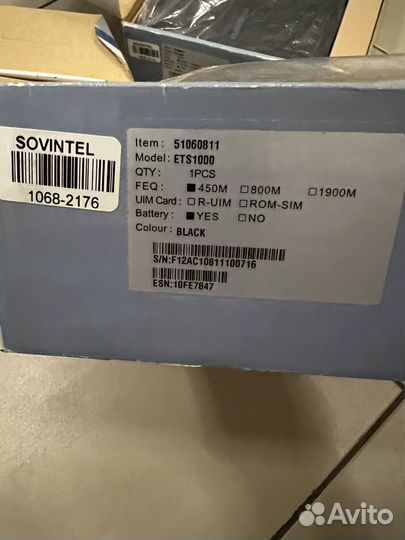 SOVINTEL
1068-2176
Item: 51060811
Model: ETS1000
QTY: 1PCS
FEQ: ■450M □800M □1900M
UIM Card: □R-UIM □ROM-SIM
Battery: ■YES □NO
Colour: BLACK
S/N:F12AC10811100716
ESN:10FE7847
Avito